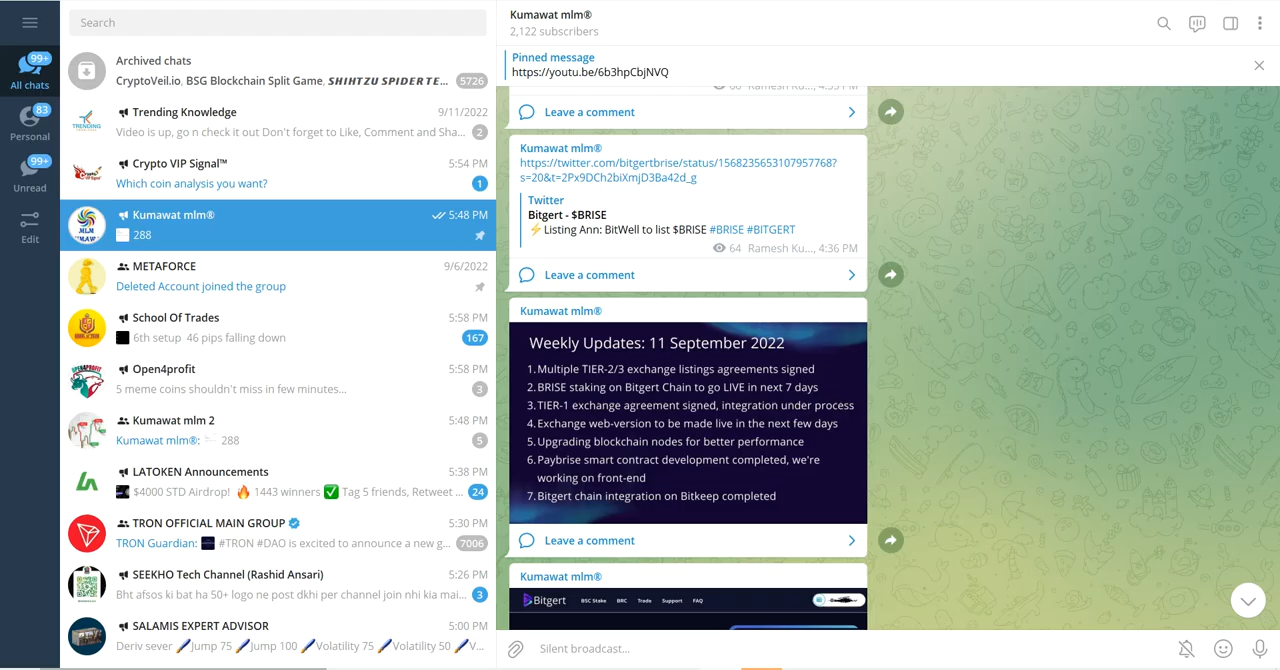 Search
99+
All chats
83
Personal
99+
Unread
Edit
Archived chats
CryptoVeil.io, BSG Blockchain Split Game, SHIHTZU SPIDER TE... 5726
Trending Knowledge 9/11/2022
TRENDING
Video is up, go n check it out Don't forget to Like, Comment and Sha... 2
Crypto VIP Signal™ 5:54 PM
Which coin analysis you want? 1
Kumawat mlm® 5:48 PM
MLM
288
METAFORCE 9/6/2022
Deleted Account joined the group
School Of Trades 5:58 PM
6th setup 46 pips falling down 167
Open4profit 5:58 PM
5 meme coins shouldn't miss in few minutes... 3
Kumawat mlm 2 5:48 PM
Kumawat mlm®: 288 5
LATOKEN Announcements 5:38 PM
$4000 STD Airdrop! 🔥 1443 winners ✅ Tag 5 friends, Retweet ... 24
TRON OFFICIAL MAIN GROUP 5:30 PM
TRON Guardian: #TRON #DAO is excited to announce a new g... 7006
SEEKHO Tech Channel (Rashid Ansari) 5:26 PM
Bht afsos ki bat ha 50+ logo ne post dkhi per channel join nhi kia mai... 3
SALAMIS EXPERT ADVISOR 5:00 PM
Deriv sever 🖌Jump 75 🖌Jump 100 🖌Volatility 75 🖌Volatility 50 🖌V...
Kumawat mlm®
2,122 subscribers
Pinned message
https://youtu.be/6b3hpCbjNVQ
Leave a comment
Kumawat mlm®
https://twitter.com/bitgertbrise/status/1568235653107957768?
s=20&t=2Px9DCh2biXmjD3Ba42d_g
Twitter
Bitgert - $BRISE
⚡Listing Ann: BitWell to list $BRISE #BRISE #BITGERT
64 Ramesh Ku..., 4:36 PM
Leave a comment
Kumawat mlm®
Weekly Updates: 11 September 2022
1. Multiple TIER-2/3 exchange listings agreements signed
2. BRISE staking on Bitgert Chain to go LIVE in next 7 days
3. TIER-1 exchange agreement signed, integration under process
4. Exchange web-version to be made live in the next few days
5. Upgrading blockchain nodes for better performance
6. Paybrise smart contract development completed, we're
working on front-end
7. Bitgert chain integration on Bitkeep completed
Leave a comment
Kumawat mlm®
Bitgert BSC Stake BRC Trade Support FAQ
Silent broadcast...